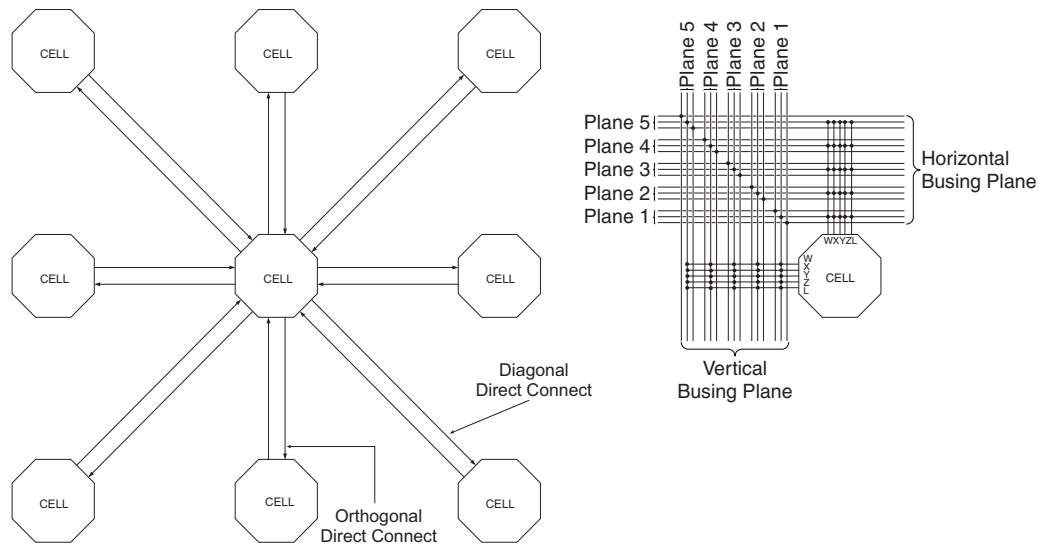 CELL
CELL
CELL
CELL
CELL
CELL
CELL
CELL
CELL
Diagonal
Direct Connect
Orthogonal
Direct Connect
Plane 5
Plane 4
Plane 3
Plane 2
Plane 1
Plane 5
Plane 4
Plane 3
Plane 2
Plane 1
Horizontal
Busing Plane
WXYZL
W
X
Y
Z
L
CELL
Vertical
Busing Plane